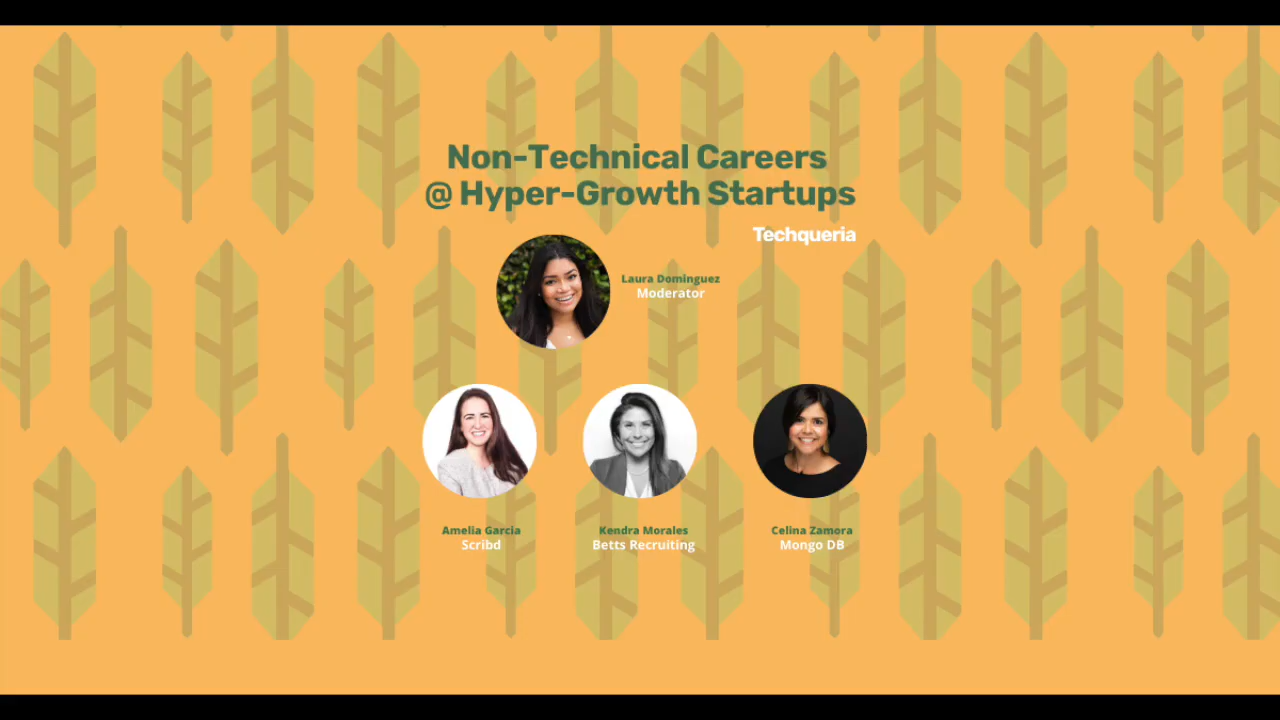 Non-Technical Careers
@ Hyper-Growth Startups
Techqueria
Laura Dominguez
Moderator
Amelia Garcia
Scribd
Kendra Morales
Betts Recruiting
Celina Zamora
Mongo DB